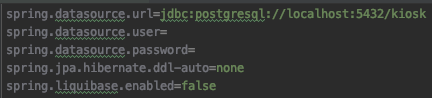 spring.datasource.url=jdbc:postgresql://localhost:5432/kiosk
spring.datasource.user=
spring.datasource.password=
spring.jpa.hibernate.ddl-auto=none
spring.liquibase.enabled=false